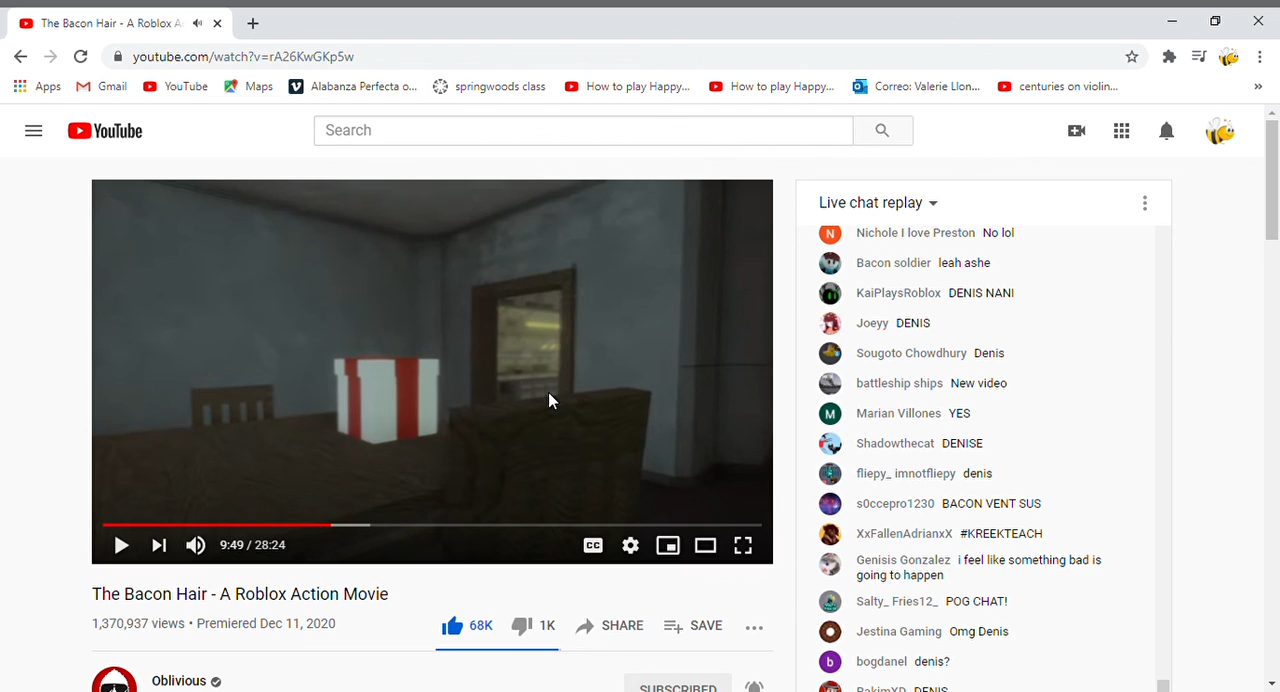 The Bacon Hair - A Roblox A
youtube.com/watch?v=rA26KwGKp5w
Apps Gmail YouTube Maps Alabanza Perfecta o... springwoods class How to play Happy... How to play Happy... Correo: Valerie Llon... centuries on violin... »
YouTube
Search
Live chat replay
Nichole I love Preston No lol
Bacon soldier leah ashe
KaiPlaysRoblox DENIS NANI
Joeyy DENIS
Sougoto Chowdhury Denis
battleship ships New video
M Marian Villones YES
Shadowthecat DENISE
fliepy_ imnotfliepy denis
s0ccepro1230 BACON VENT SUS
XxFallenAdrianxX #KREEKTEACH
Genisis Gonzalez i feel like something bad is
going to happen
Salty_ Fries12_ POG CHAT!
Jestina Gaming Omg Denis
b bogdanel denis?
RakimXD DENIS
9:49 / 28:24
CC
The Bacon Hair - A Roblox Action Movie
1,370,937 views • Premiered Dec 11, 2020
68K 1K SHARE SAVE
Oblivious
SUBSCRIBED